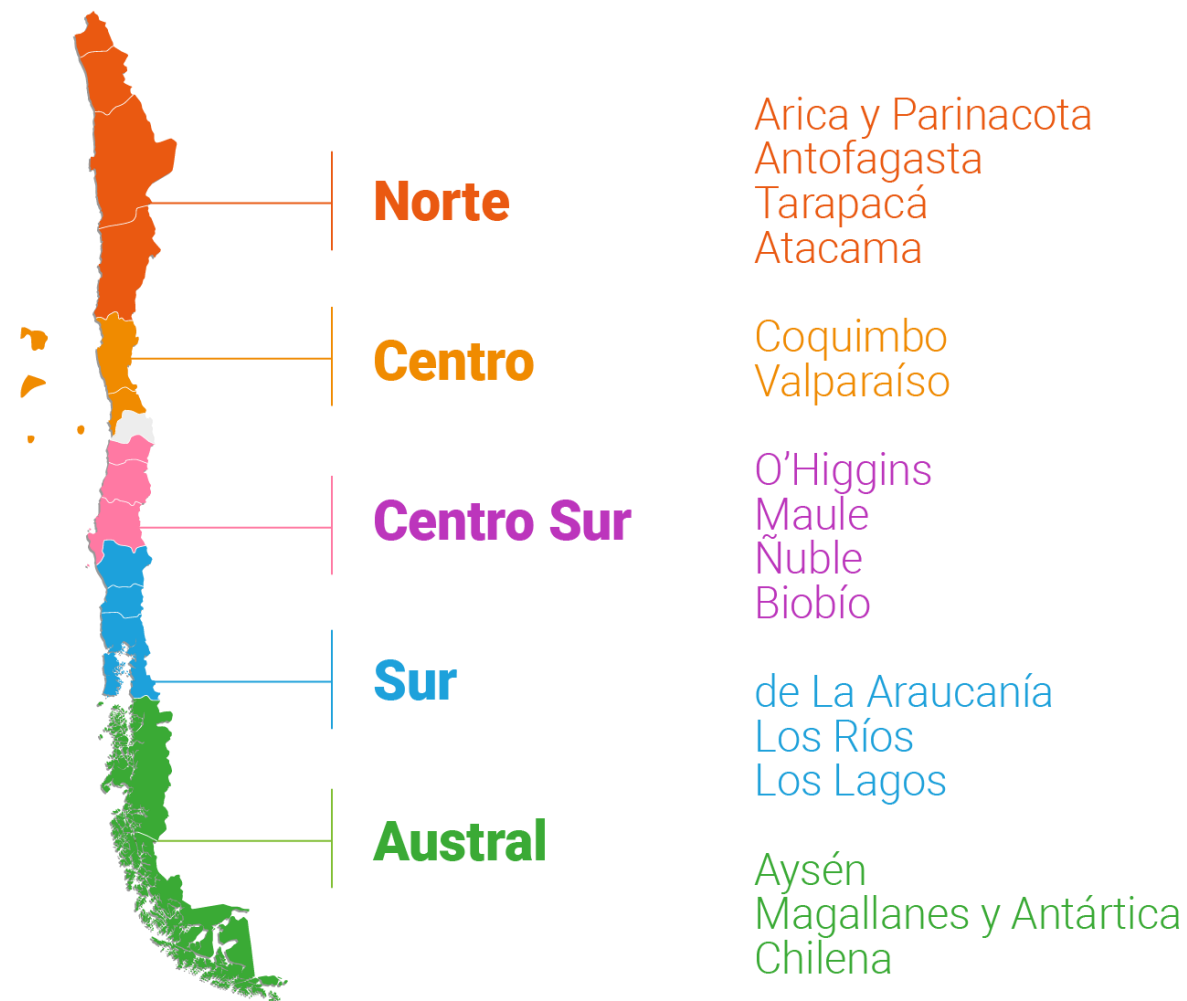 Norte
Arica y Parinacota
Antofagasta
Tarapacá
Atacama
Centro
Coquimbo
Valparaíso
Centro Sur
O’Higgins
Maule
Ñuble
Biobío
Sur
de La Araucanía
Los Ríos
Los Lagos
Austral
Aysén
Magallanes y Antártica
Chilena